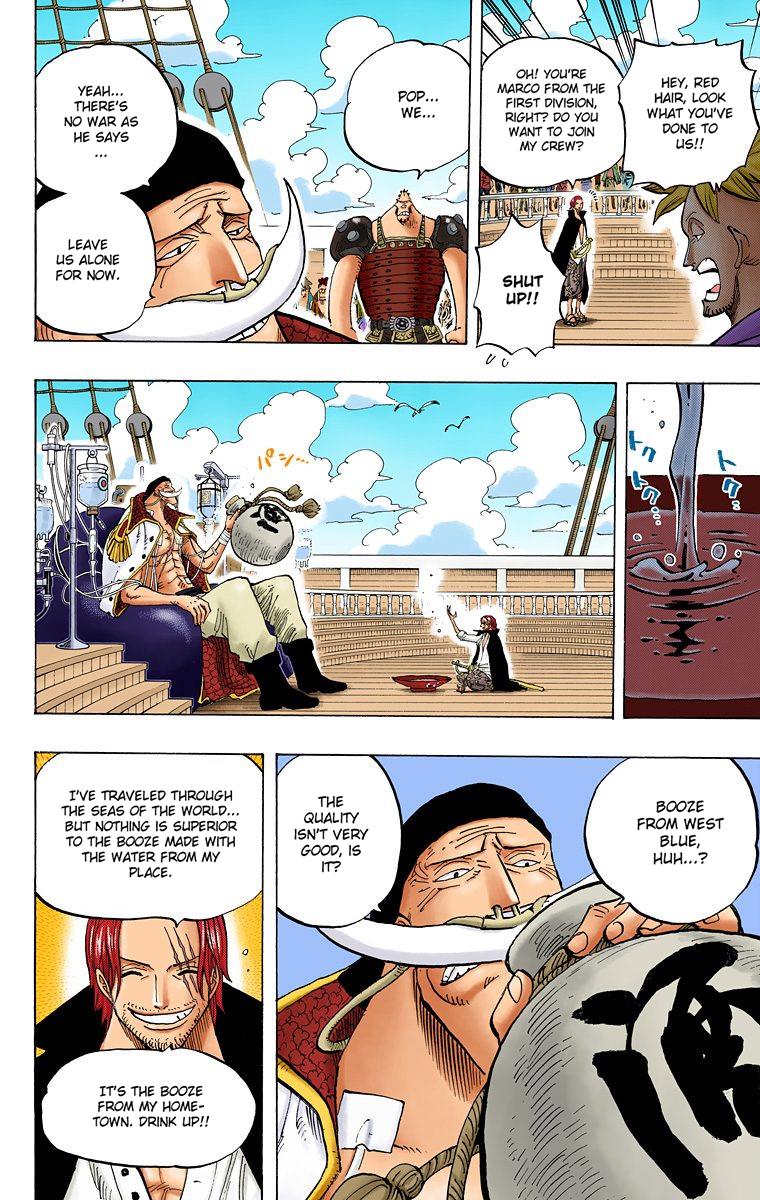 HEY, RED
HAIR, LOOK
WHAT YOU'VE
DONE TO
US!!
OH! YOU'RE
MARCO FROM THE
FIRST DIVISION,
RIGHT? DO YOU
WANT TO JOIN
MY CREW?
SHUT
UP!!
POP...
WE...
YEAH...
THERE'S
NO WAR AS
HE SAYS
...
LEAVE
US ALONE
FOR NOW.
トク
トク
トク
パシ…
BOOZE
FROM WEST
BLUE,
HUH...?
THE
QUALITY
ISN'T VERY
GOOD, IS
IT?
酒
I'VE TRAVELED THROUGH
THE SEAS OF THE WORLD...
BUT NOTHING IS SUPERIOR
TO THE BOOZE MADE WITH
THE WATER FROM MY
PLACE.
IT'S THE BOOZE
FROM MY HOME-
TOWN. DRINK UP!!